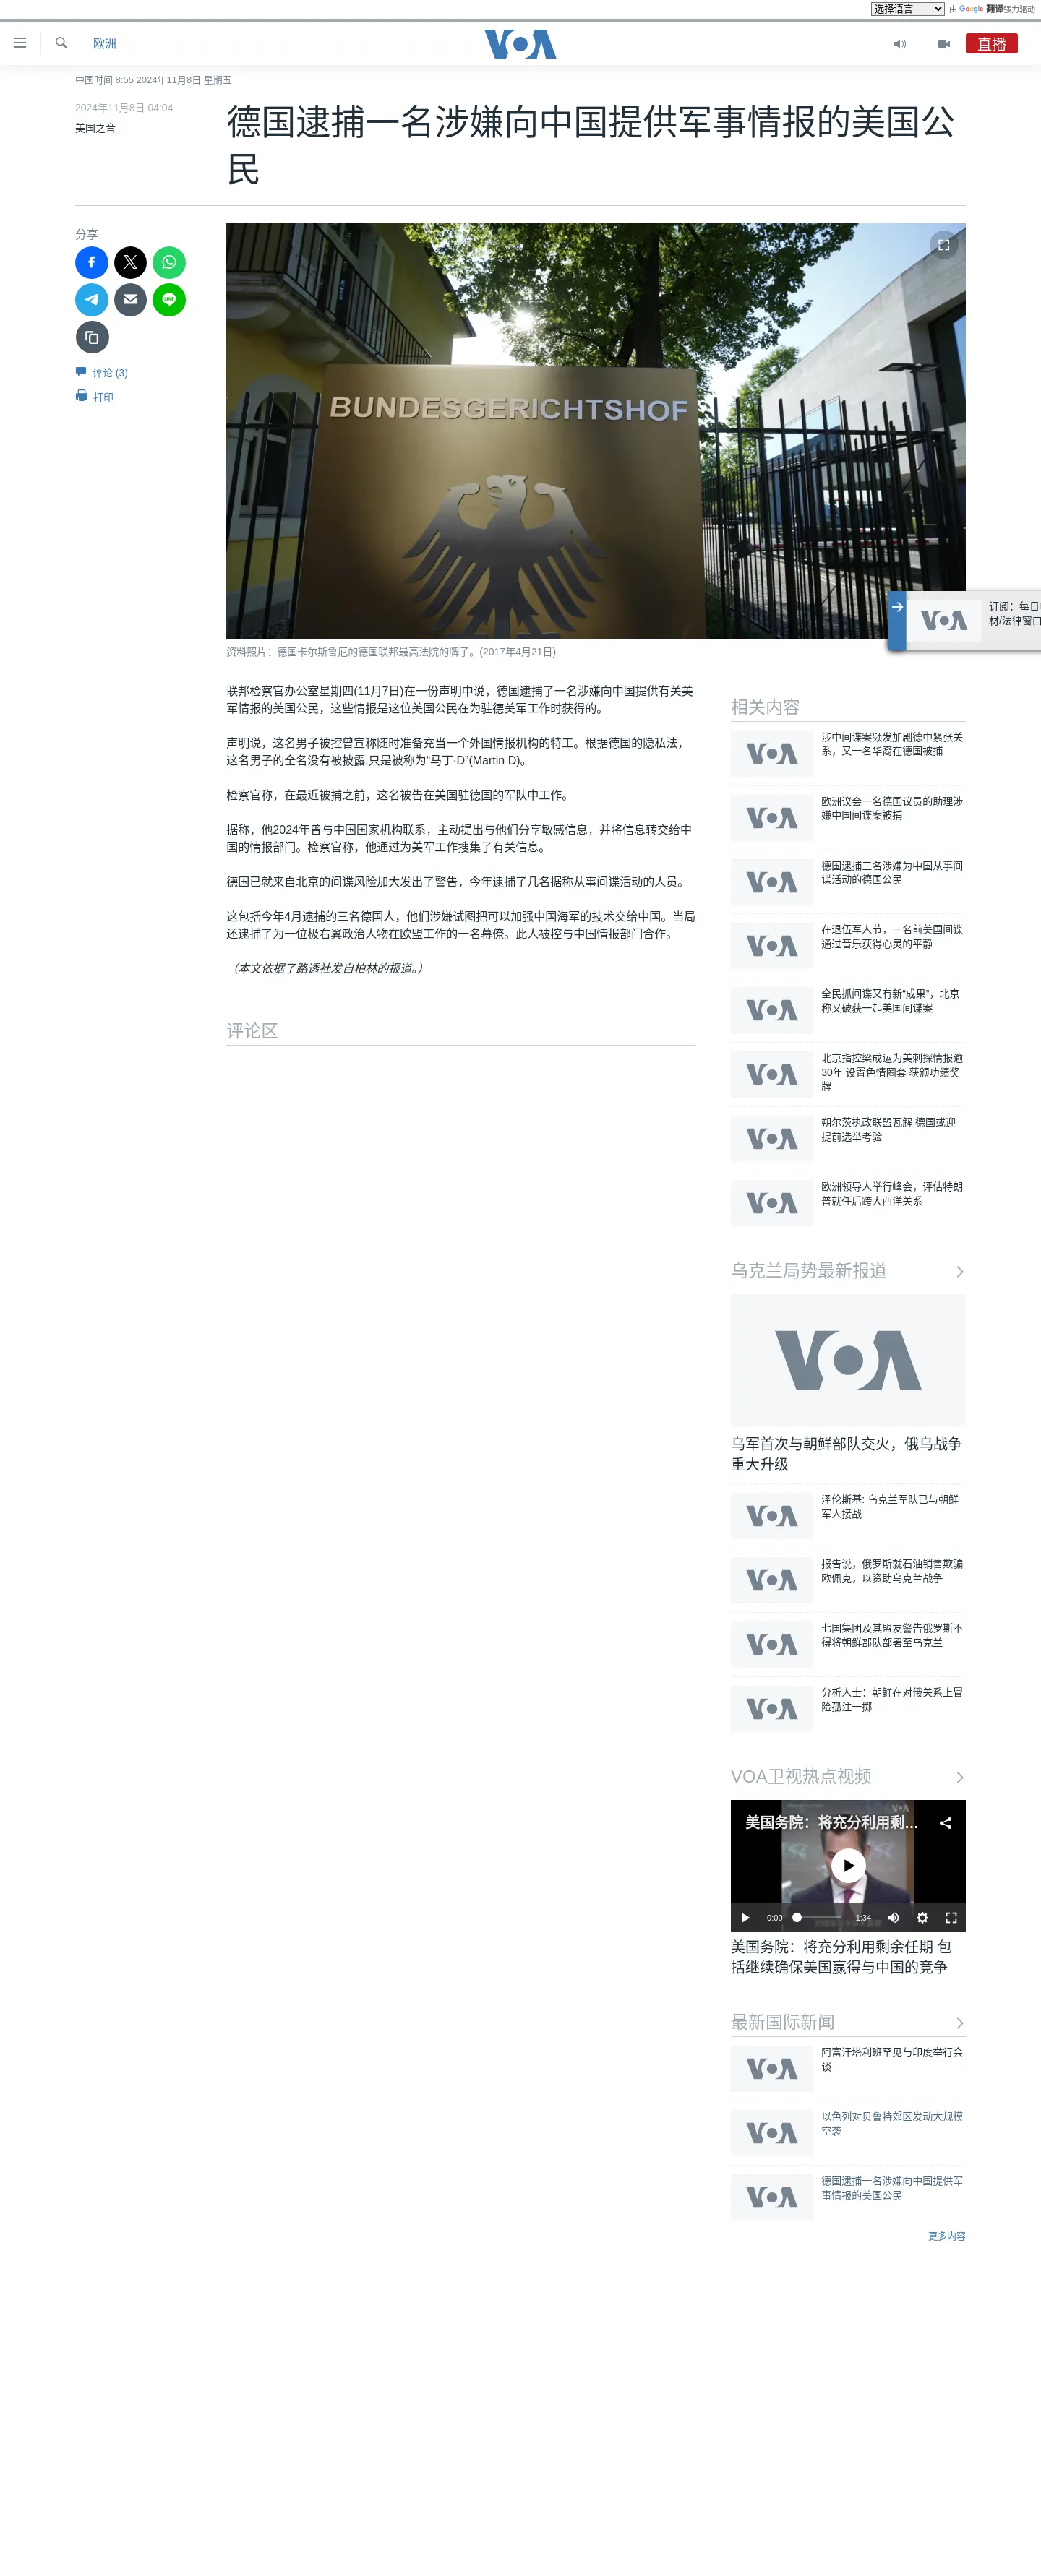 选择语言 由 Google 翻译强力驱动
欧洲
VOA
直播
中国时间 8:55 2024年11月8日 星期五
2024年11月8日 04:04
美国之音
德国逮捕一名涉嫌向中国提供军事情报的美国公
民
分享
评论 (3)
打印
BUNDESGERICHTSHOF
订阅：每日
VOA
材/法律窗口
资料照片：德国卡尔斯鲁厄的德国联邦最高法院的牌子。(2017年4月21日)
联邦检察官办公室星期四(11月7日)在一份声明中说，德国逮捕了一名涉嫌向中国提供有关美
军情报的美国公民，这些情报是这位美国公民在为驻德美军工作时获得的。
声明说，这名男子被控曾宣称随时准备充当一个外国情报机构的特工。根据德国的隐私法，
这名男子的全名没有被披露,只是被称为“马丁·D”(Martin D)。
检察官称，在最近被捕之前，这名被告在美国驻德国的军队中工作。
据称，他2024年曾与中国国家机构联系，主动提出与他们分享敏感信息，并将信息转交给中
国的情报部门。检察官称，他通过为美军工作搜集了有关信息。
德国已就来自北京的间谍风险加大发出了警告，今年逮捕了几名据称从事间谍活动的人员。
这包括今年4月逮捕的三名德国人，他们涉嫌试图把可以加强中国海军的技术交给中国。当局
还逮捕了为一位极右翼政治人物在欧盟工作的一名幕僚。此人被控与中国情报部门合作。
（本文依据了路透社发自柏林的报道。）
评论区
相关内容
VOA
涉中间谍案频发加剧德中紧张关
系，又一名华裔在德国被捕
VOA
欧洲议会一名德国议员的助理涉
嫌中国间谍案被捕
VOA
德国逮捕三名涉嫌为中国从事间
谍活动的德国公民
VOA
在退伍军人节，一名前美国间谍
通过音乐获得心灵的平静
VOA
全民抓间谍又有新“成果”，北京
称又破获一起美国间谍案
VOA
北京指控梁成运为美刺探情报逾
30年 设置色情圈套 获颁功绩奖
牌
VOA
朔尔茨执政联盟瓦解 德国或迎
提前选举考验
VOA
欧洲领导人举行峰会，评估特朗
普就任后跨大西洋关系
VOA
乌克兰局势最新报道
VOA
乌军首次与朝鲜部队交火，俄乌战争
重大升级
VOA
泽伦斯基: 乌克兰军队已与朝鲜
军人接战
VOA
报告说，俄罗斯就石油销售欺骗
欧佩克，以资助乌克兰战争
VOA
七国集团及其盟友警告俄罗斯不
得将朝鲜部队部署至乌克兰
VOA
分析人士：朝鲜在对俄关系上冒
险孤注一掷
VOA卫视热点视频
VOA
美国务院：将充分利用剩...
0:00
1:34
美国务院：将充分利用剩余任期 包
括继续确保美国赢得与中国的竞争
最新国际新闻
VOA
阿富汗塔利班罕见与印度举行会
谈
VOA
以色列对贝鲁特郊区发动大规模
空袭
VOA
德国逮捕一名涉嫌向中国提供军
事情报的美国公民
更多内容